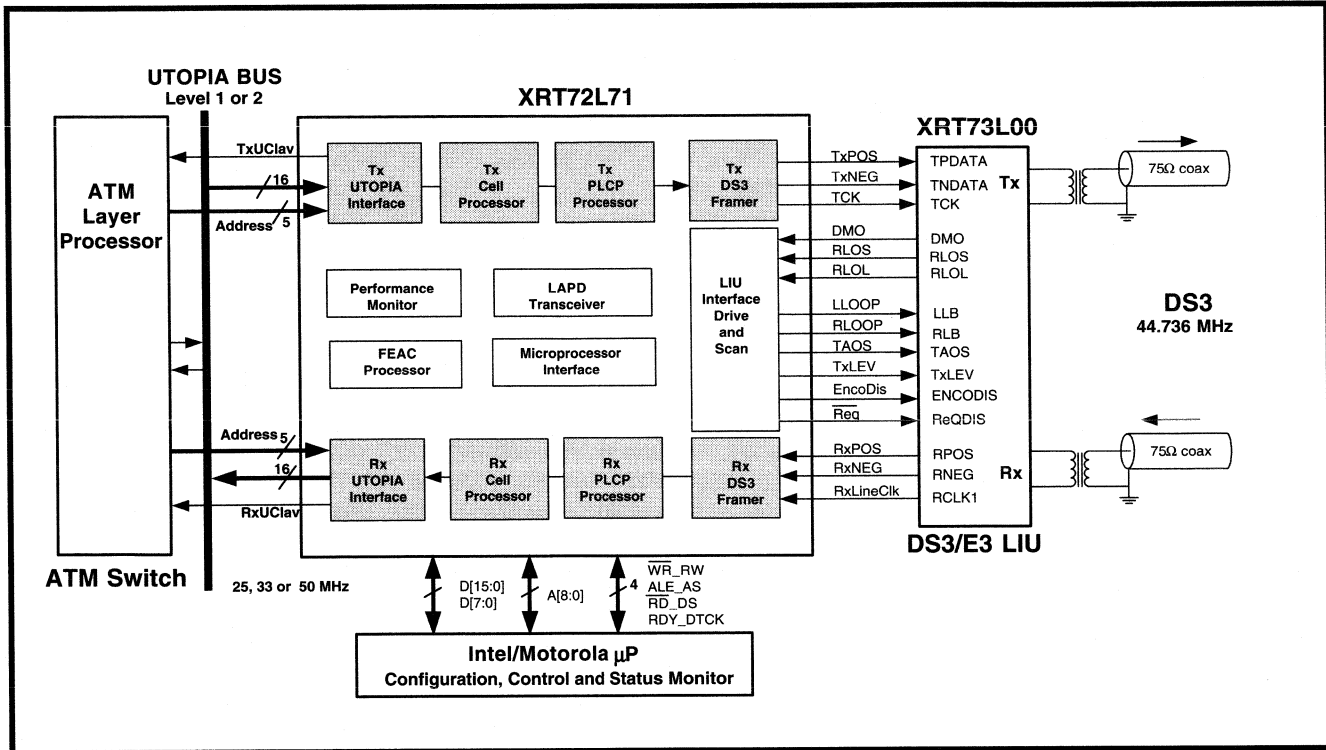 UTOPIA BUS
Level 1 or 2
XRT72L71
XRT73L00
ATM
Layer
Processor
TxUClav
16
Address
5
Tx
UTOPIA
Interface
Tx
Cell
Processor
Tx
PLCP
Processor
Tx
DS3
Framer
TxPOS
TxNEG
TCK
TPDATA
TNDATA
TCK
Tx
75Ω coax
DMO
RLOS
RLOL
DMO
RLOS
RLOL
Performance
Monitor
LAPD
Transceiver
LIU
Interface
Drive
and
Scan
FEAC
Processor
Microprocessor
Interface
LLOOP
RLOOP
TAOS
TxLEV
EncoDis
Req
LLB
RLB
TAOS
TxLEV
ENCODIS
ReQDIS
DS3
44.736 MHz
Address
5
16
RxUClav
Rx
UTOPIA
Interface
Rx
Cell
Processor
Rx
PLCP
Processor
Rx
DS3
Framer
RxPOS
RxNEG
RxLineClk
RPOS
RNEG
RCLK1
Rx
75Ω coax
DS3/E3 LIU
ATM Switch
25, 33 or 50 MHz
D[15:0]
D[7:0]
A[8:0]
4
WR_RW
ALE_AS
RD_DS
RDY_DTCK
Intel/Motorola µP
Configuration, Control and Status Monitor